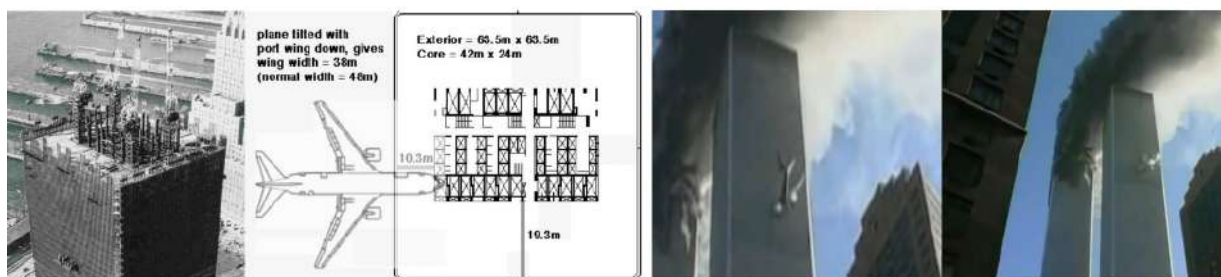 plane tilted with
port wing down, gives
wing width = 38m
(normal width = 48m)
Exterior = 63.5m x 63.5m
Core = 42m x 24m
10.3m
19.3m